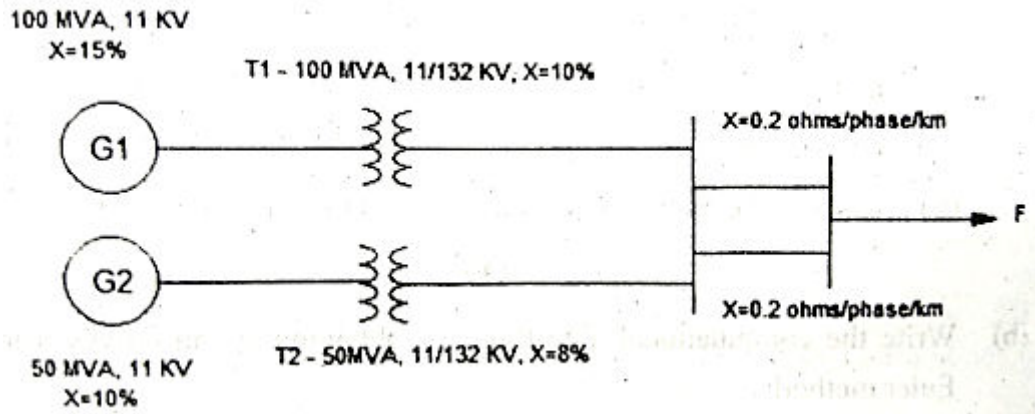 100 MVA, 11 KV
X=15%
T1 - 100 MVA, 11/132 KV, X=10%
X=0.2 ohms/phase/km
G1
F
G2
X=0.2 ohms/phase/km
T2 - 50MVA, 11/132 KV, X=8%
50 MVA, 11 KV
X=10%